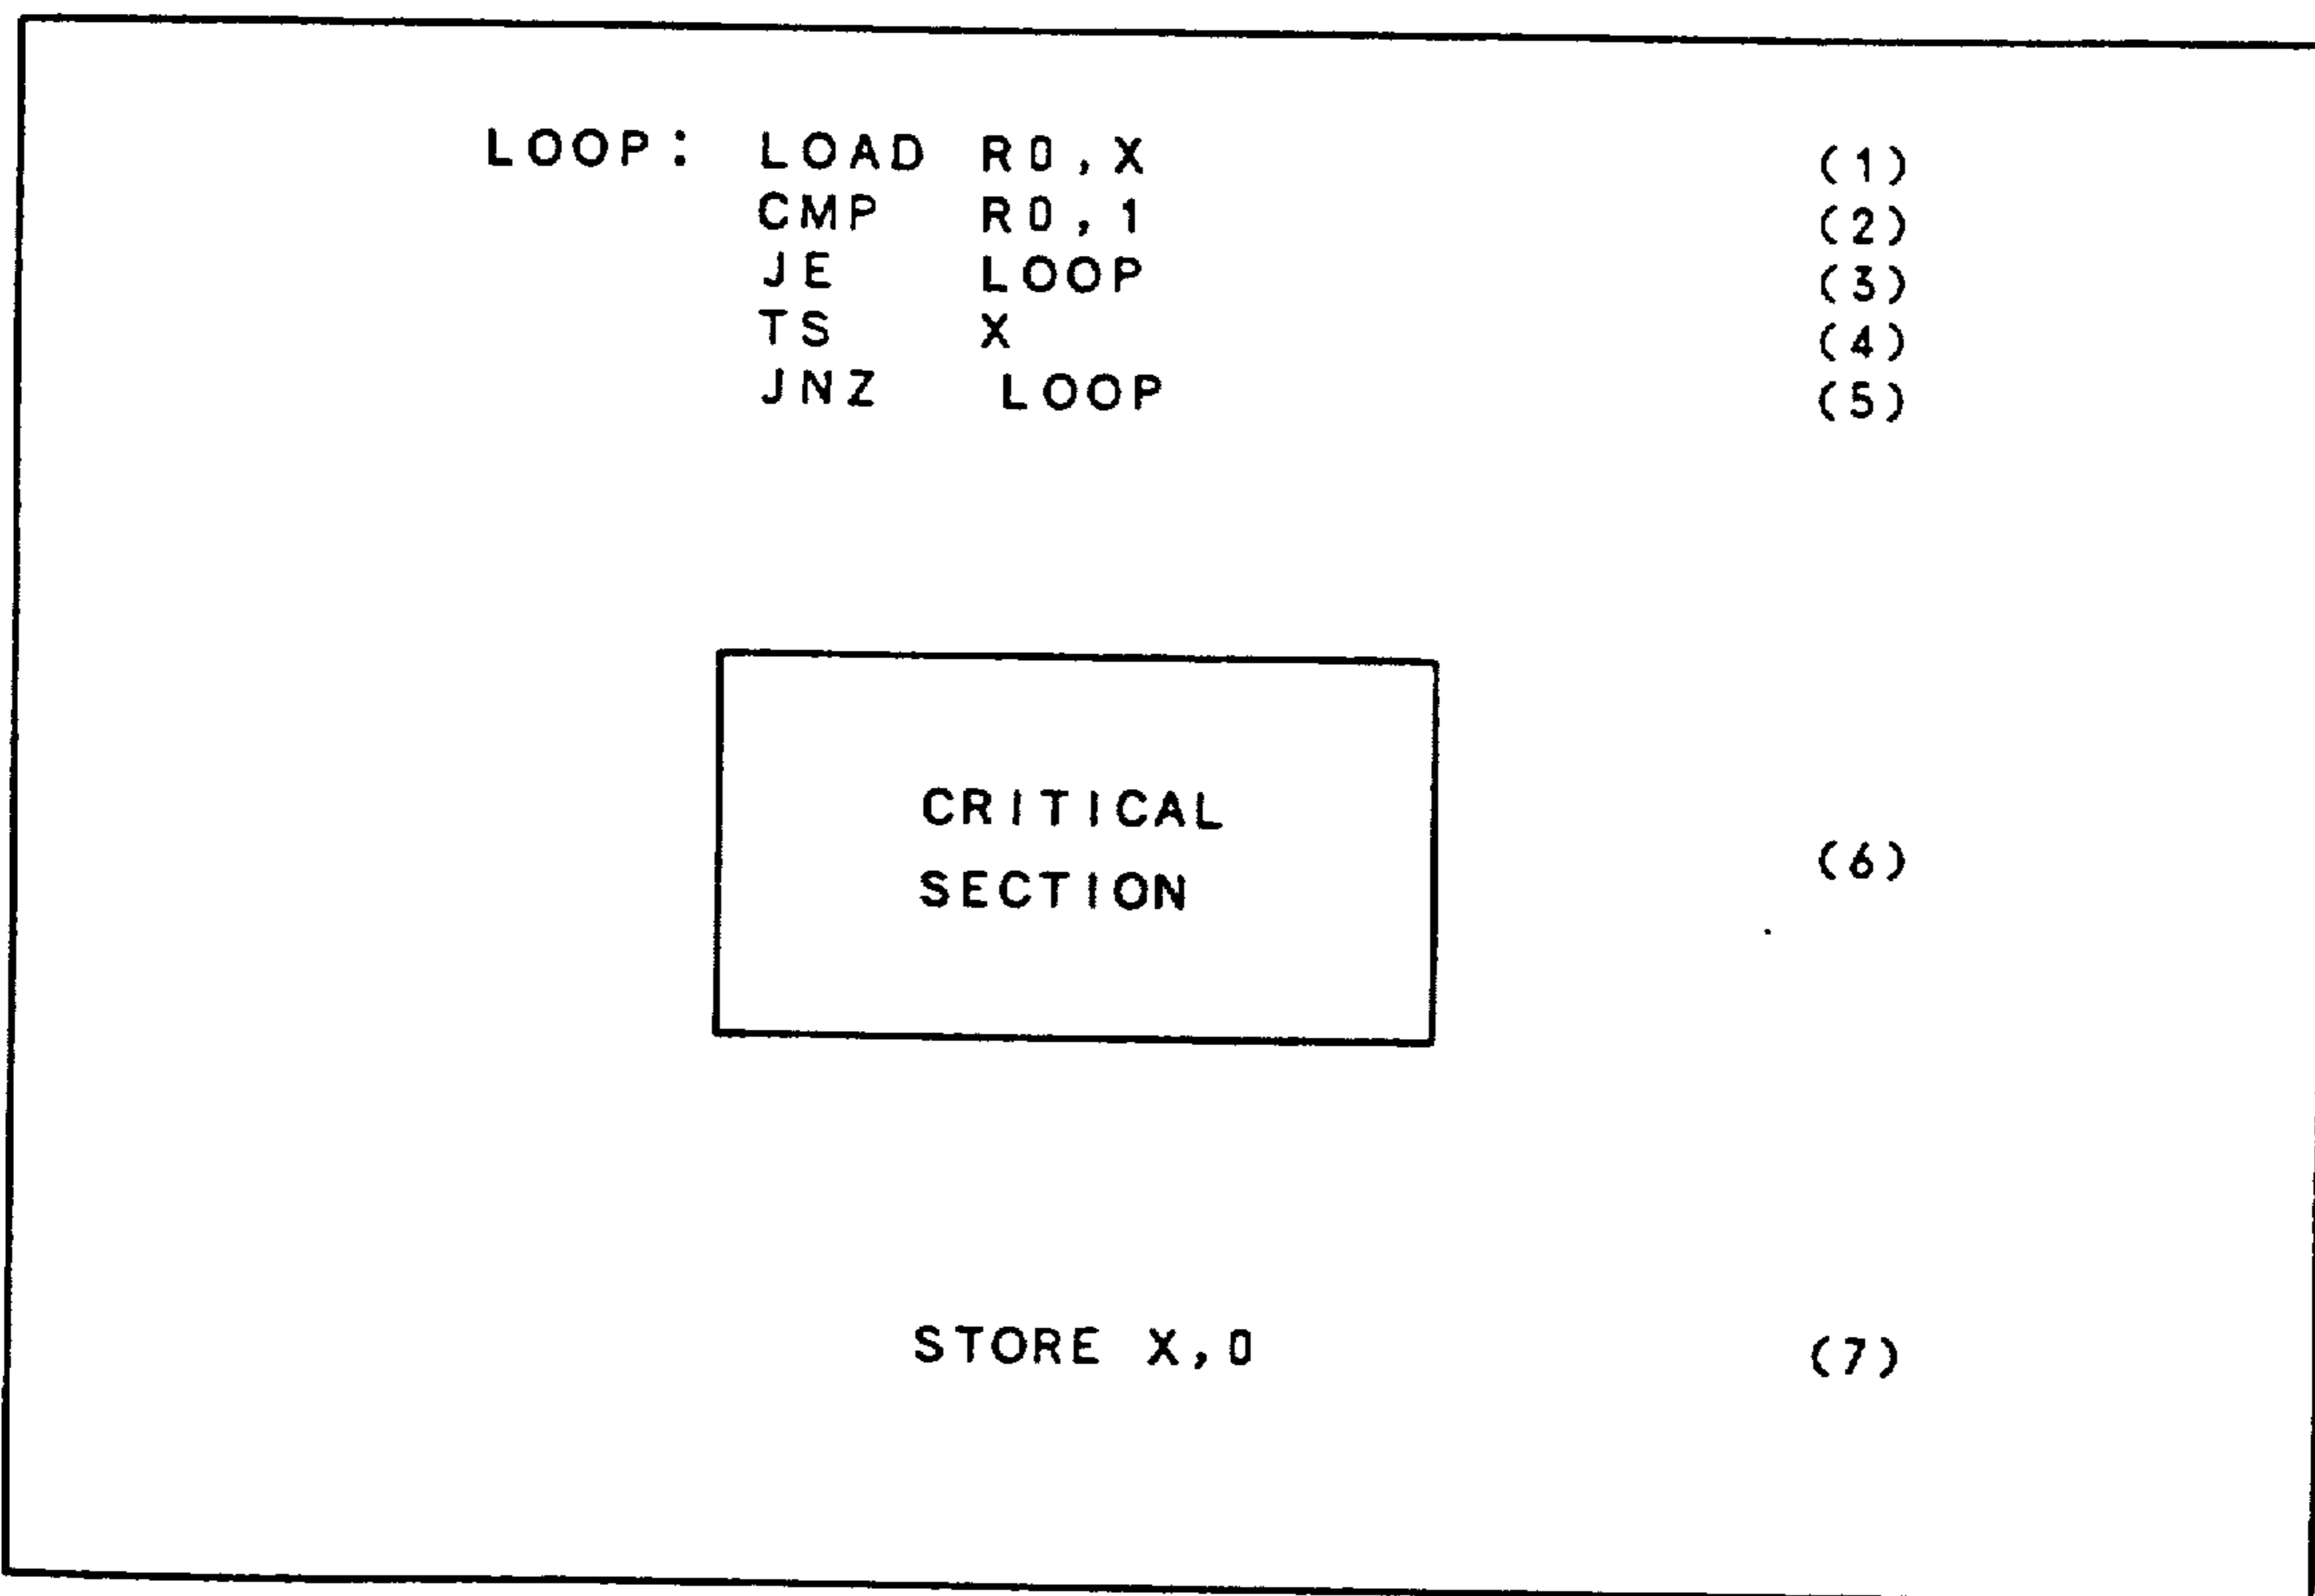 LOOP: LOAD R0,X (1)
CMP R0,1 (2)
JE LOOP (3)
TS X (4)
JNZ LOOP (5)
CRITICAL
SECTION
(6)
STORE X,0 (7)